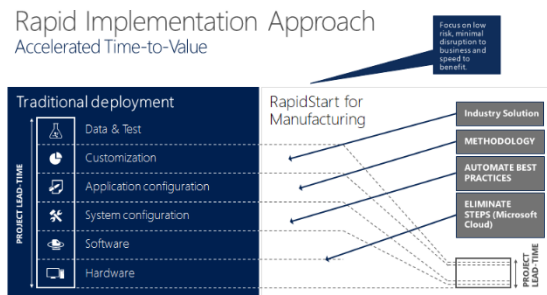 Rapid Implementation Approach
Accelerated Time-to-Value
Focus on low
risk, minimal
disruption to
business and
speed to
benefit.
Traditional deployment
PROJECT LEAD-TIME
Data & Test
Customization
Application configuration
System configuration
Software
Hardware
RapidStart for
Manufacturing
Industry Solution
METHODOLOGY
AUTOMATE BEST
PRACTICES
ELIMINATE
STEPS (Microsoft
Cloud)
PROJECT
LEAD-TIME